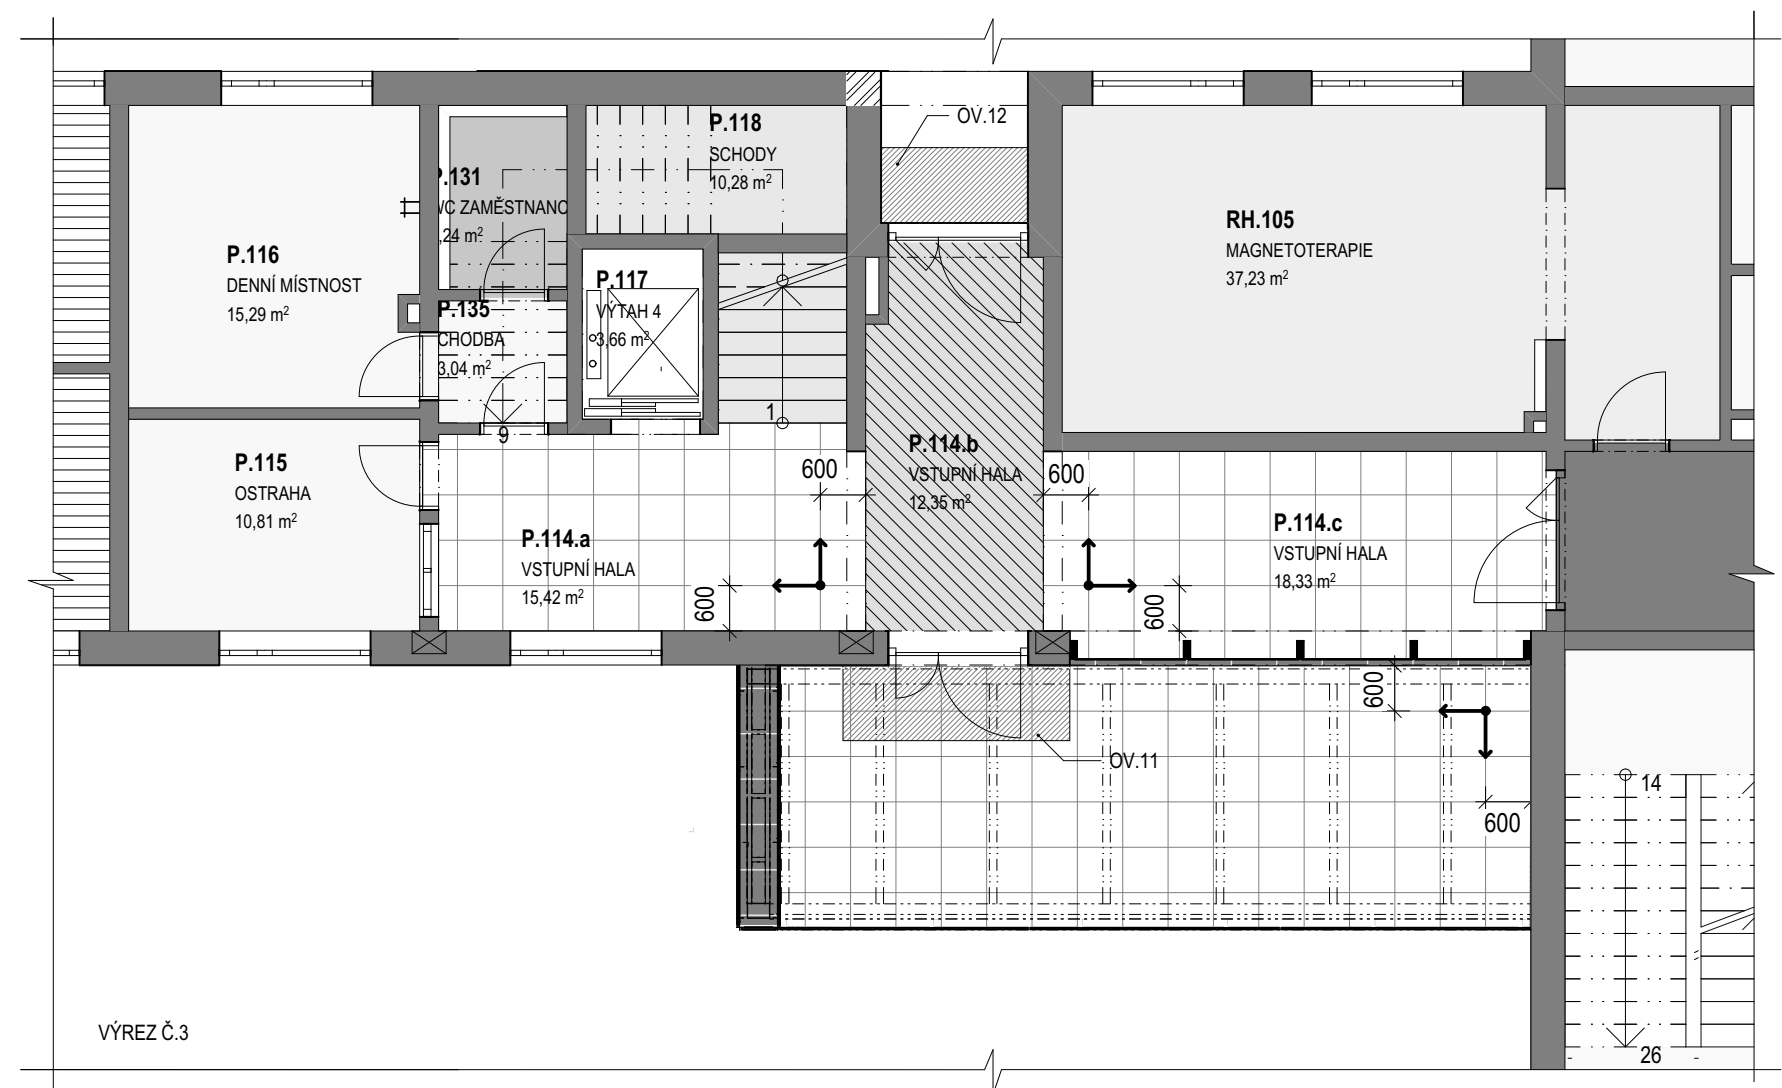 OV.12
P.118
SCHODY
10,28 m²
P.131
WC ZAMĚSTNANC
,24 m²
P.116
DENNÍ MÍSTNOST
15,29 m²
P.117
VÝTAH 4
3,66 m²
P.135
CHODBA
3,04 m²
RH.105
MAGNETOTERAPIE
37,23 m²
1
9
P.115
OSTRAHA
10,81 m²
P.114.b
VSTUPNÍ HALA
12,35 m²
600
600
P.114.a
VSTUPNÍ HALA
15,42 m²
P.114.c
VSTUPNÍ HALA
18,33 m²
600
600
600
OV.11
600
14
26
VÝREZ Č.3